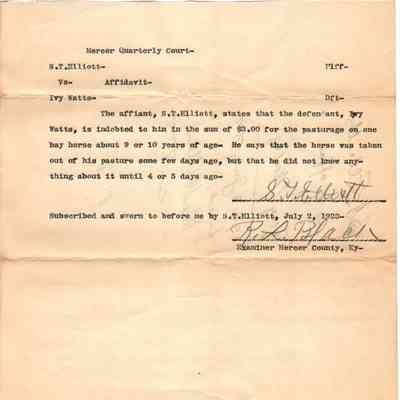 Mercer Quarterly Court-
S.T.Elliott- Plff-
Vs- Affidavit-
Ivy Watts- Dft-
The affiant, S.T.Elliott, states that the defendant, Ivy
Watts, is indebted to him in the sum of $3.00 for the pasturage on one
bay horse about 9 or 10 years of age- He says that the horse was taken
out of his pasture some few days ago, but that he did not know any-
thing about it until 4 or 5 days ago-
S.T.Elliott
Subscribed and sworn to before me by S.T.Elliott, July 2, 1923-
R. L. Black
Examiner Mercer County, Ky-